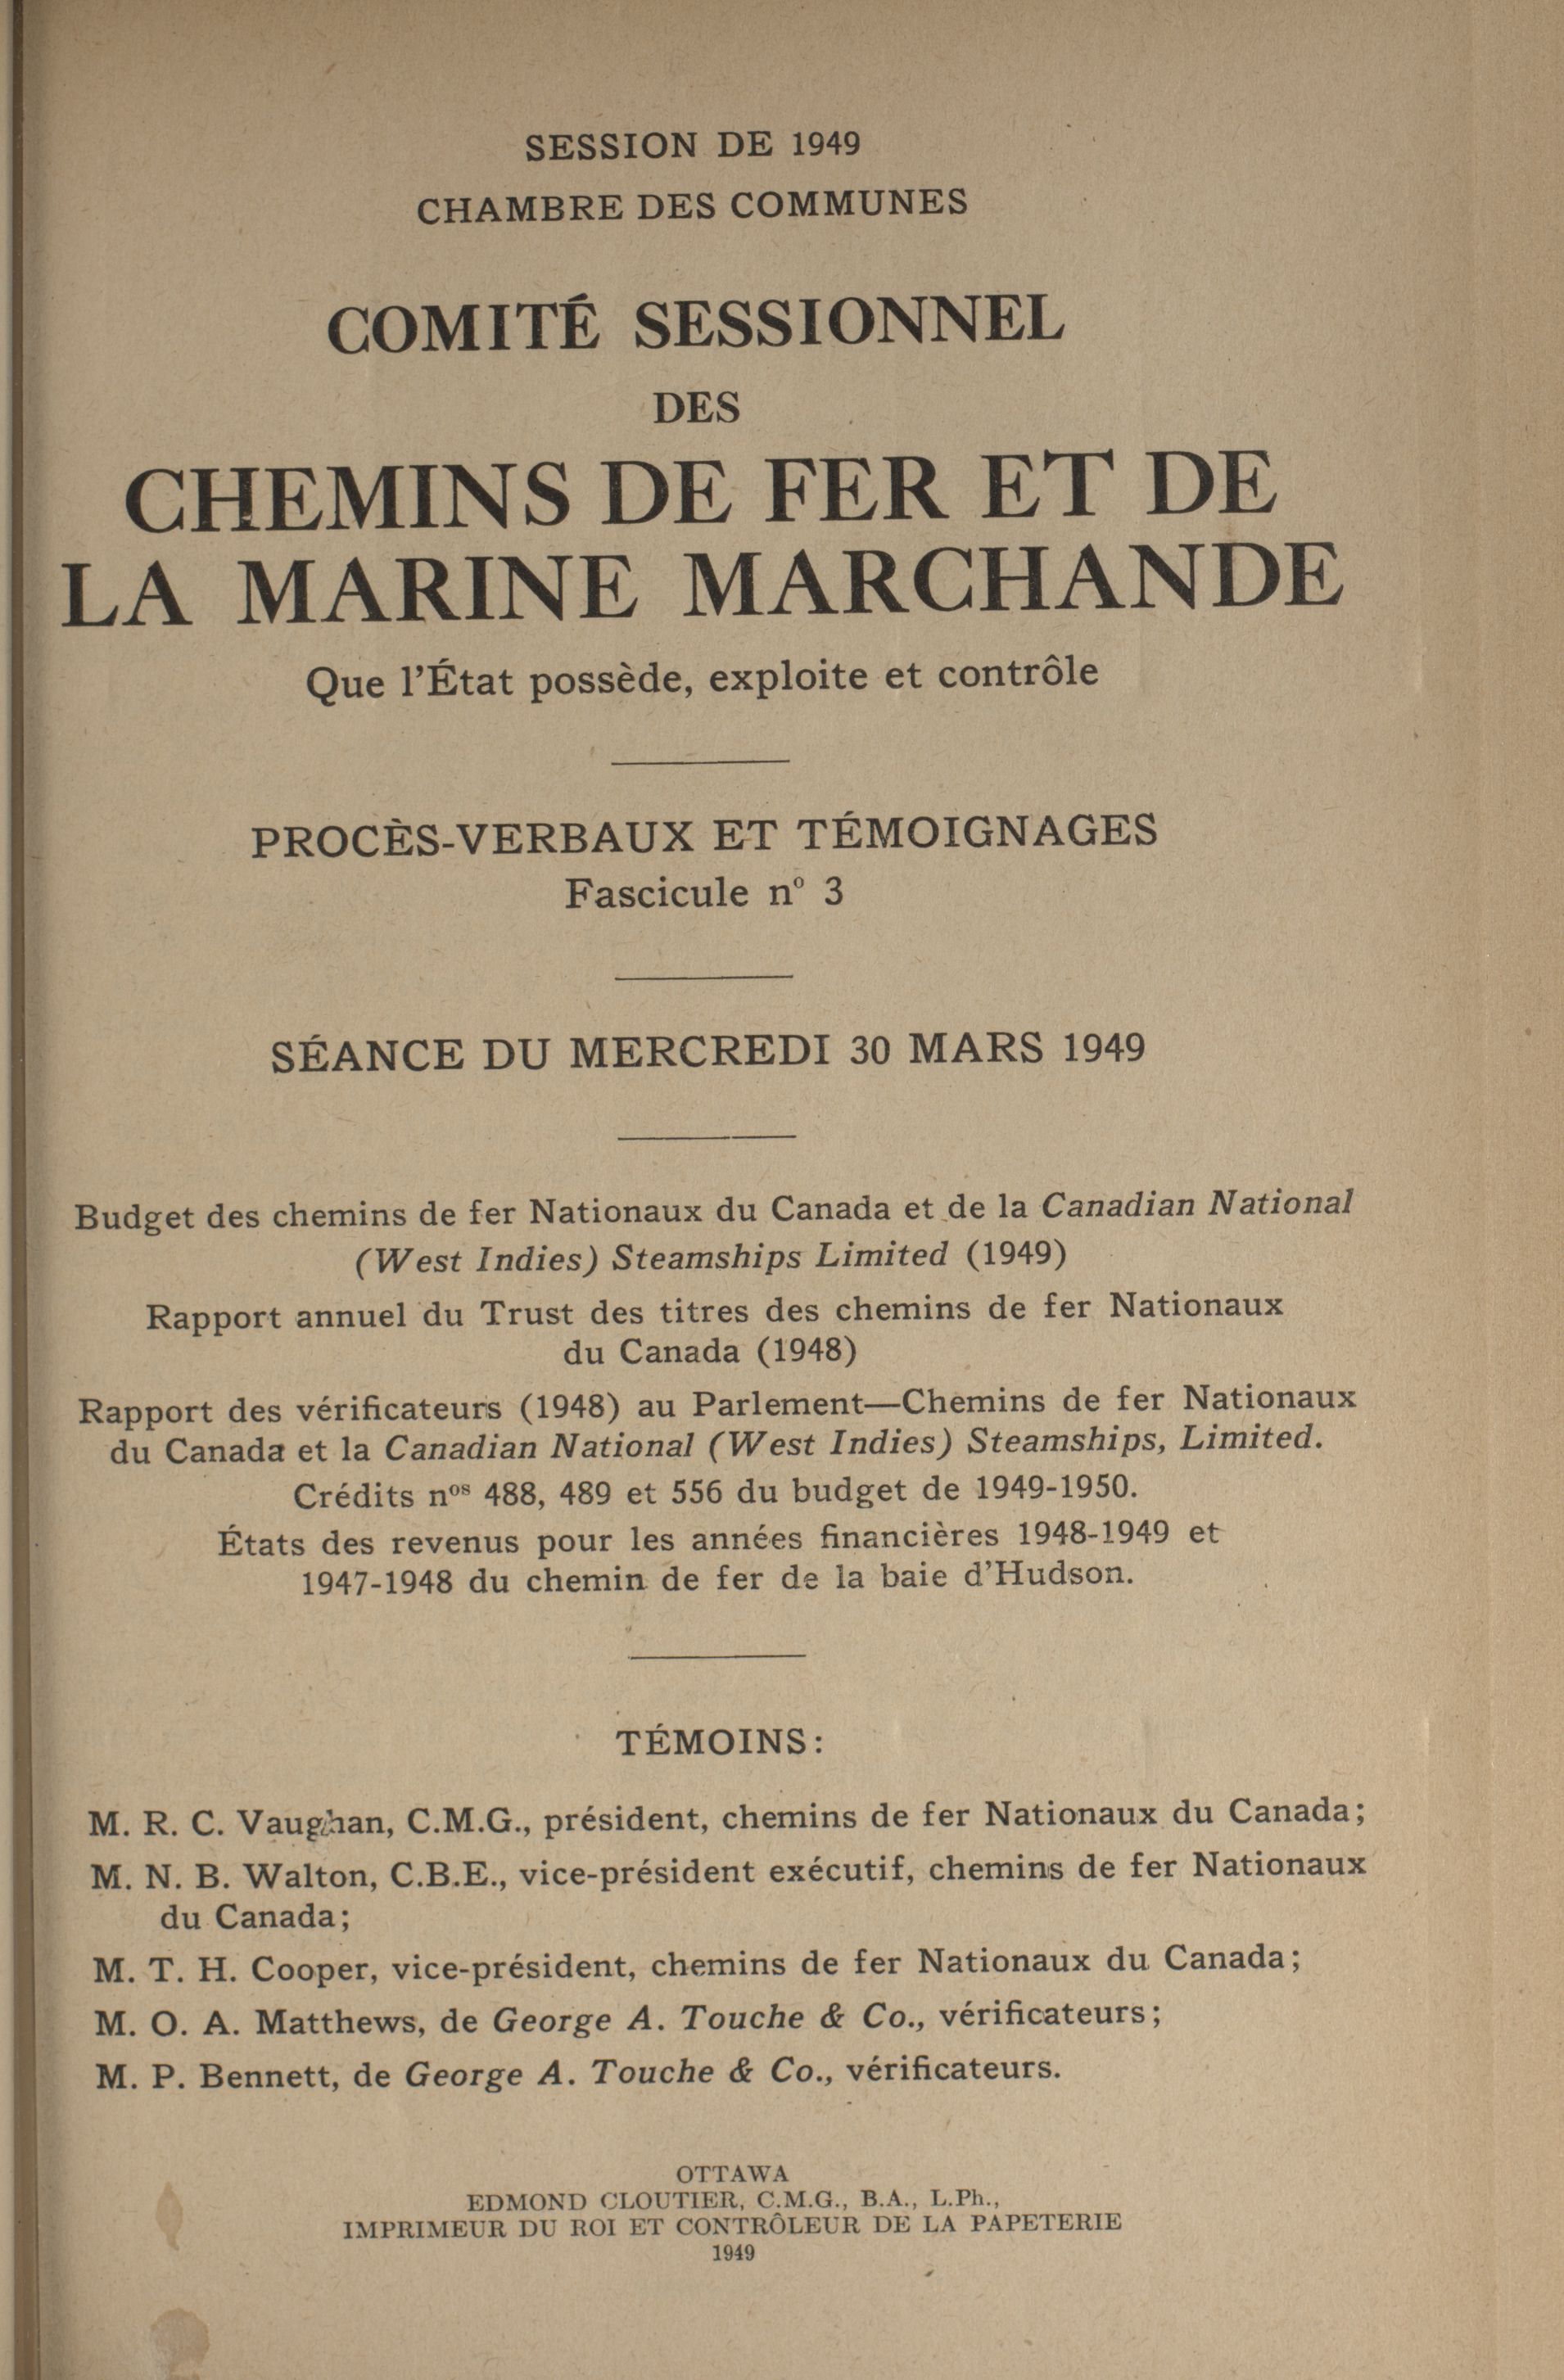 SESSION DE 1949
CHAMBRE DES COMMUNES
COMITÉ SESSIONNEL
DES
CHEMINS DE FER ET DE
LA MARINE MARCHANDE
Que l'État possède, exploite et contrôle
PROCÈS-VERBAUX ET TÉMOIGNAGES
Fascicule nº 3
SÉANCE DU MERCREDI 30 MARS 1949
Budget des chemins de fer Nationaux du Canada et de la Canadian National
(West Indies) Steamships Limited (1949)
Rapport annuel du Trust des titres des chemins de fer Nationaux
du Canada (1948)
Rapport des vérificateurs (1948) au Parlement—Chemins de fer Nationaux
du Canada et la Canadian National (West Indies) Steamships, Limited.
Crédits nos 488, 489 et 556 du budget de 1949-1950.
États des revenus pour les années financières 1948-1949 et
1947-1948 du chemin de fer de la baie d'Hudson.
TÉMOINS:
M. R. C. Vaughan, C.M.G., président, chemins de fer Nationaux du Canada;
M. N. B. Walton, C.B.E., vice-président exécutif, chemins de fer Nationaux
du Canada;
M. T. H. Cooper, vice-président, chemins de fer Nationaux du Canada;
M. O. A. Matthews, de George A. Touche & Co., vérificateurs;
M. P. Bennett, de George A. Touche & Co., vérificateurs.
OTTAWA
EDMOND CLOUTIER, C.M.G., B.A., L.Ph.,
IMPRIMEUR DU ROI ET CONTRÔLEUR DE LA PAPETERIE
1949